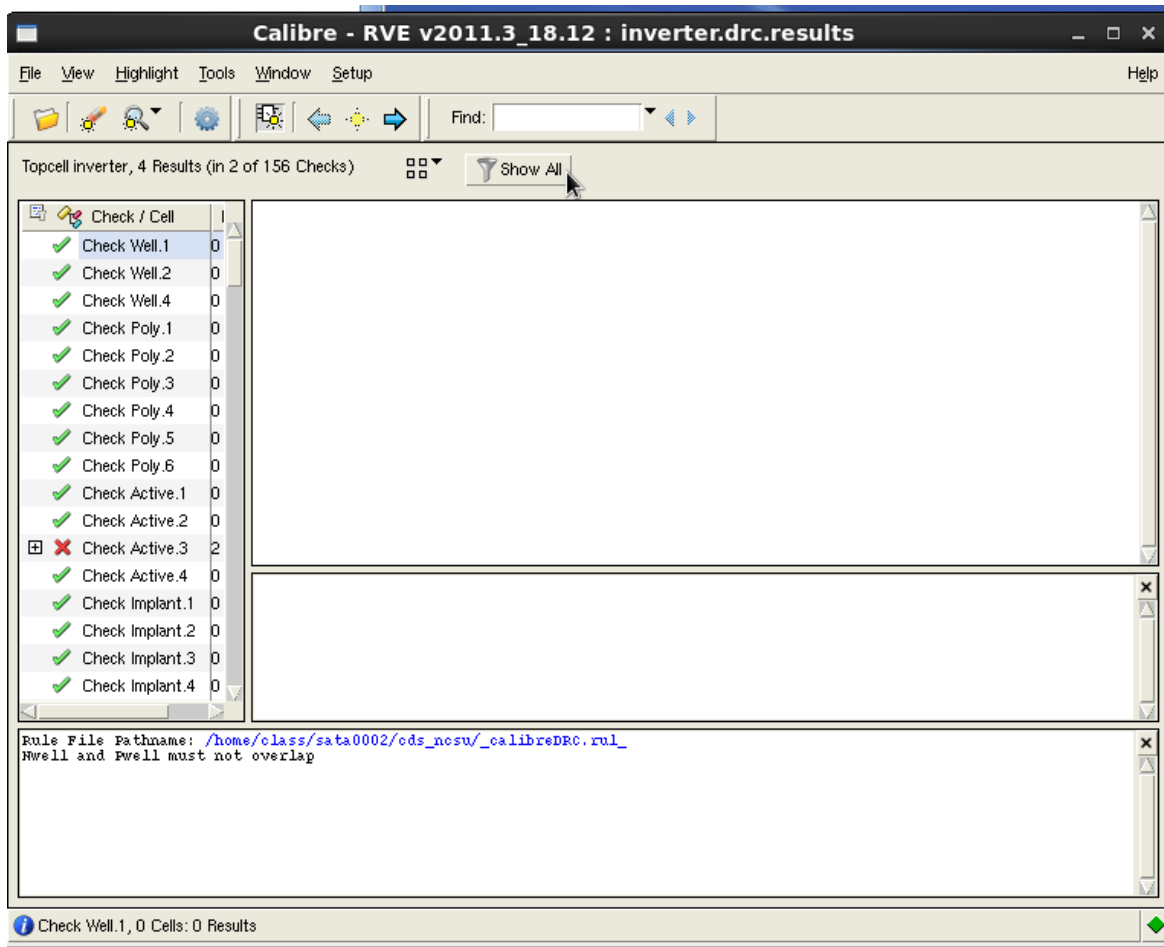 Calibre - RVE v2011.3_18.12 : inverter.drc.results
File View Highlight Tools Window Setup Help
Find:
Topcell inverter, 4 Results (in 2 of 156 Checks) Show All
Check / Cell
Check Well.1 0
Check Well.2 0
Check Well.4 0
Check Poly.1 0
Check Poly.2 0
Check Poly.3 0
Check Poly.4 0
Check Poly.5 0
Check Poly.6 0
Check Active.1 0
Check Active.2 0
Check Active.3 2
Check Active.4 0
Check Implant.1 0
Check Implant.2 0
Check Implant.3 0
Check Implant.4 0
Rule File Pathname: /home/class/sata0002/cds_ncsu/_calibreDRC.rul_
Nwell and Pwell must not overlap
Check Well.1, 0 Cells: 0 Results